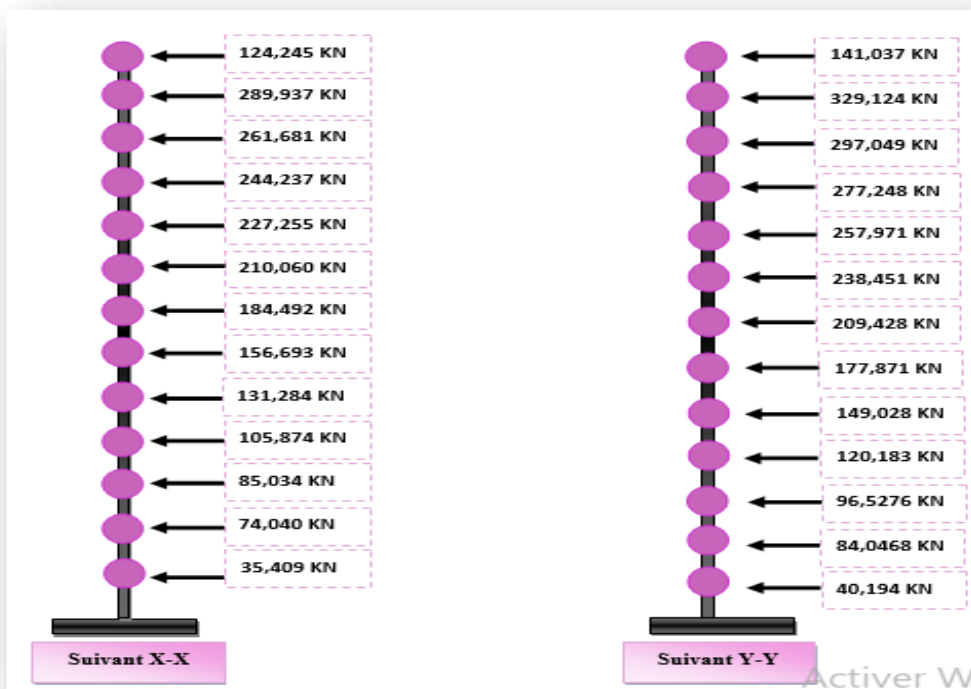 124,245 KN
289,937 KN
261,681 KN
244,237 KN
227,255 KN
210,060 KN
184,492 KN
156,693 KN
131,284 KN
105,874 KN
85,034 KN
74,040 KN
35,409 KN
Suivant X-X
141,037 KN
329,124 KN
297,049 KN
277,248 KN
257,971 KN
238,451 KN
209,428 KN
177,871 KN
149,028 KN
120,183 KN
96,5276 KN
84,0468 KN
40,194 KN
Suivant Y-Y
Activer W